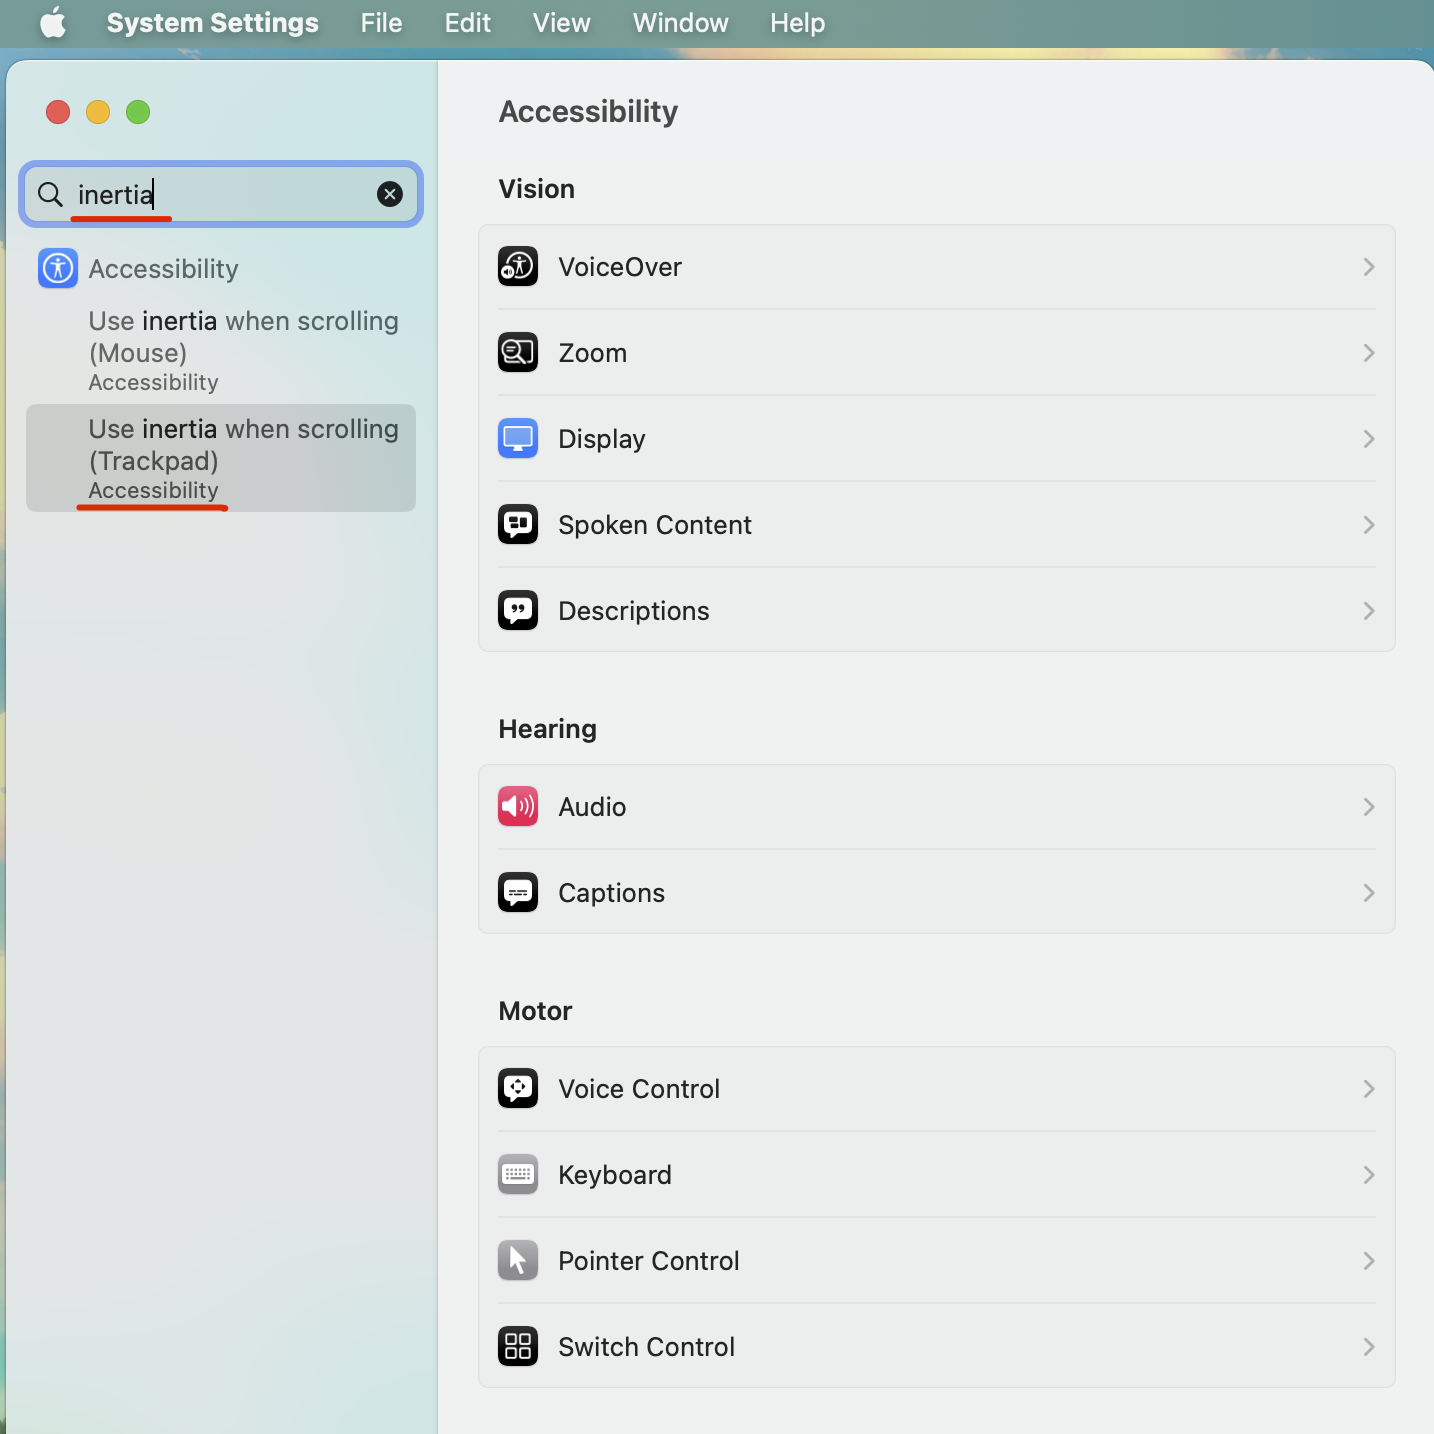 System Settings File Edit View Window Help
inertia
Accessibility
Use inertia when scrolling
(Mouse)
Accessibility
Use inertia when scrolling
(Trackpad)
Accessibility
Accessibility
Vision
VoiceOver
Zoom
Display
Spoken Content
Descriptions
Hearing
Audio
Captions
Motor
Voice Control
Keyboard
Pointer Control
Switch Control